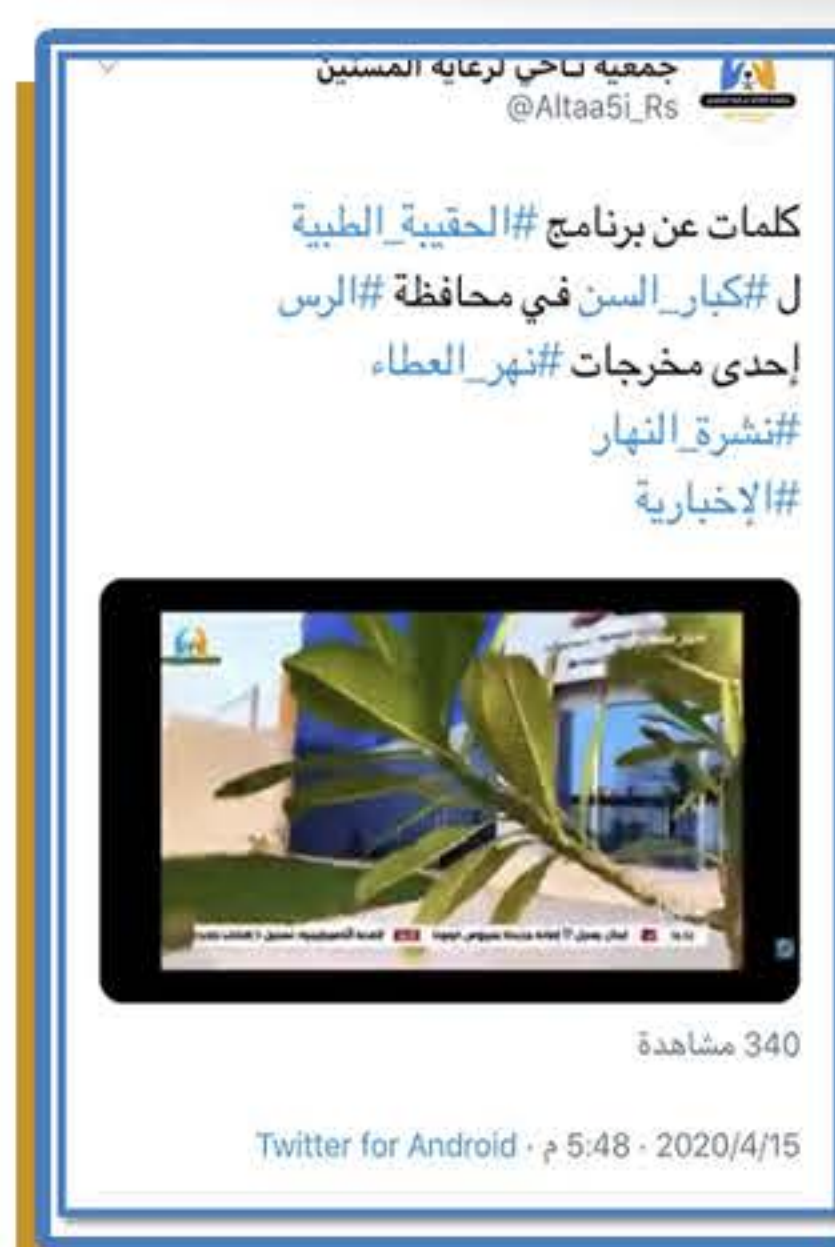 جمعية تآخي لرعاية المسنين
@Altaa5i_Rs
كلمات عن برنامج #الحقيبة_الطبية
ل #كبار_السن في محافظة #الرس
إحدى مخرجات #نهر_العطاء
#نشرة_النهار
#الإخبارية
340 مشاهدة
2020/4/15 · 5:48 م · Twitter for Android